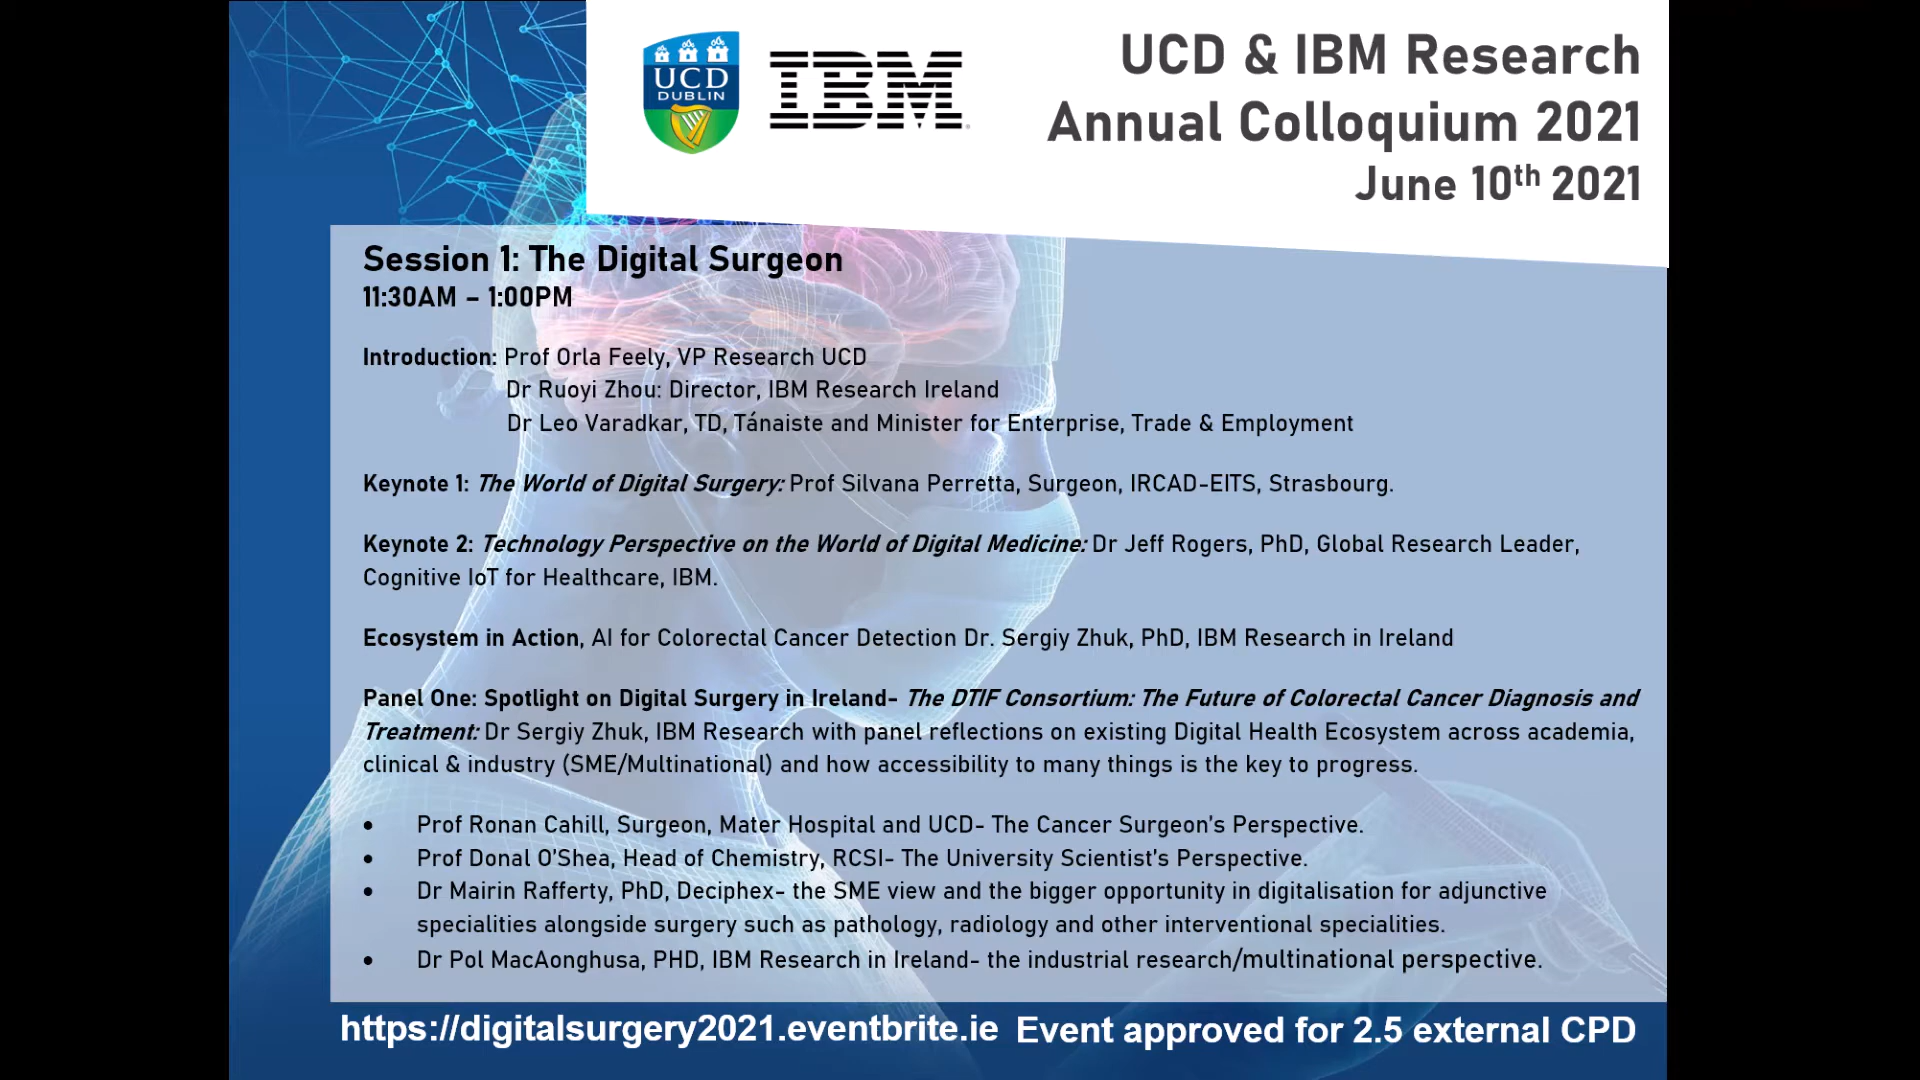 UCD
DUBLIN
IBM
UCD & IBM Research
Annual Colloquium 2021
June 10th 2021
Session 1: The Digital Surgeon
11:30AM – 1:00PM
Introduction: Prof Orla Feely, VP Research UCD
Dr Ruoyi Zhou: Director, IBM Research Ireland
Dr Leo Varadkar, TD, Tánaiste and Minister for Enterprise, Trade & Employment
Keynote 1: The World of Digital Surgery: Prof Silvana Perretta, Surgeon, IRCAD-EITS, Strasbourg.
Keynote 2: Technology Perspective on the World of Digital Medicine: Dr Jeff Rogers, PhD, Global Research Leader,
Cognitive IoT for Healthcare, IBM.
Ecosystem in Action, AI for Colorectal Cancer Detection Dr. Sergiy Zhuk, PhD, IBM Research in Ireland
Panel One: Spotlight on Digital Surgery in Ireland- The DTIF Consortium: The Future of Colorectal Cancer Diagnosis and
Treatment: Dr Sergiy Zhuk, IBM Research with panel reflections on existing Digital Health Ecosystem across academia,
clinical & industry (SME/Multinational) and how accessibility to many things is the key to progress.
• Prof Ronan Cahill, Surgeon, Mater Hospital and UCD- The Cancer Surgeon's Perspective.
• Prof Donal O'Shea, Head of Chemistry, RCSI- The University Scientist's Perspective.
• Dr Mairin Rafferty, PhD, Deciphex- the SME view and the bigger opportunity in digitalisation for adjunctive
specialities alongside surgery such as pathology, radiology and other interventional specialities.
• Dr Pol MacAonghusa, PHD, IBM Research in Ireland- the industrial research/multinational perspective.
https://digitalsurgery2021.eventbrite.ie Event approved for 2.5 external CPD